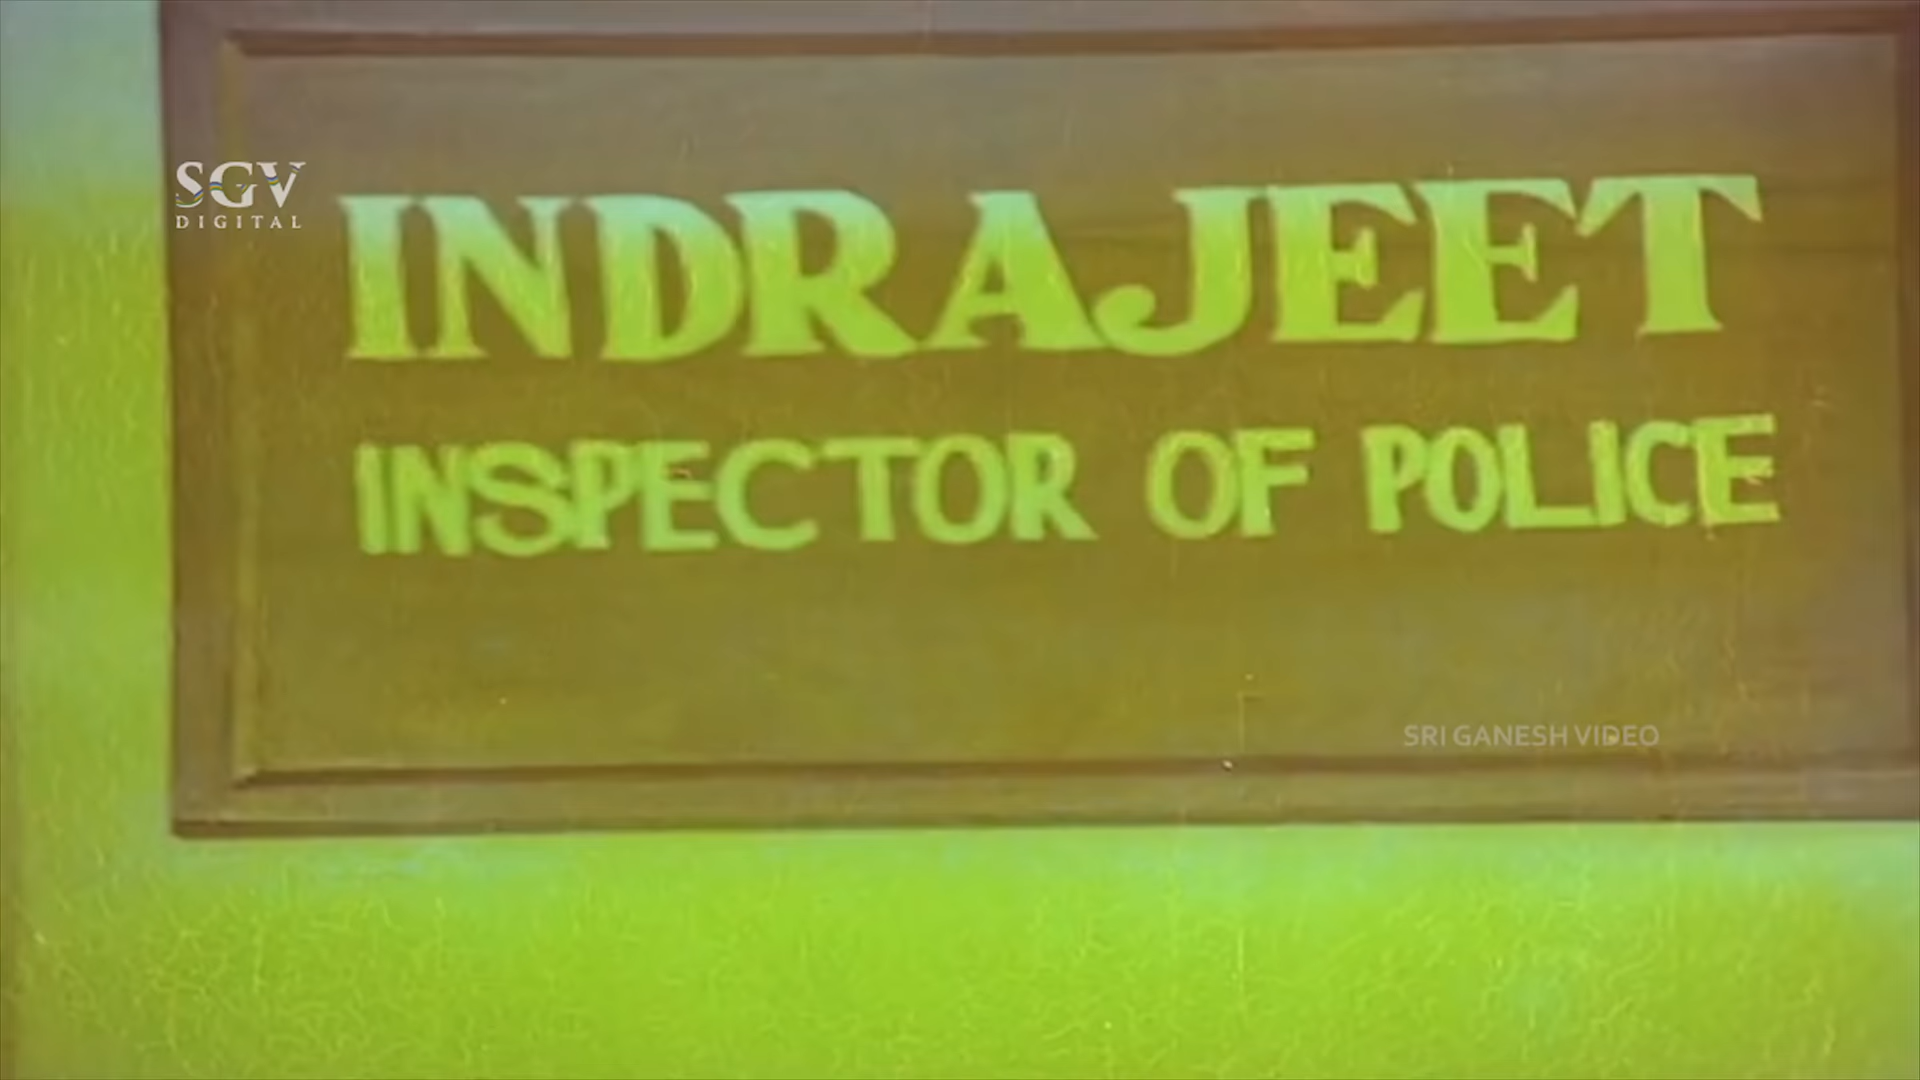 SGV
DIGITAL
INDRAJEET
INSPECTOR OF POLICE
SRI GANESH VIDEO